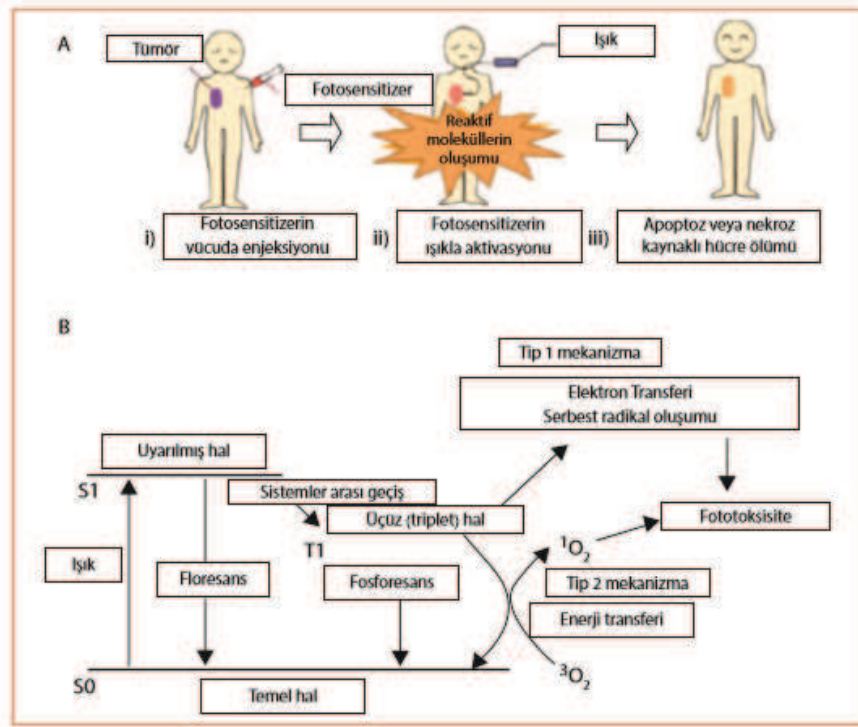 A
Tümör
Işık
Fotosensitizer
Reaktif
moleküllerin
oluşumu
i)
Fotosensitizerin
vücuda enjeksiyonu
ii)
Fotosensitizerin
ışıkla aktivasyonu
iii)
Apoptoz veya nekroz
kaynaklı hücre ölümü
B
Tip 1 mekanizma
Elektron Transferi
Serbest radikal oluşumu
Uyarılmış hal
S1
Sistemler arası geçiş
Üçüz (triplet) hal
T1
Fototoksisite
¹O₂
Işık
Floresans
Fosforesans
Tip 2 mekanizma
Enerji transferi
S0
Temel hal
³O₂